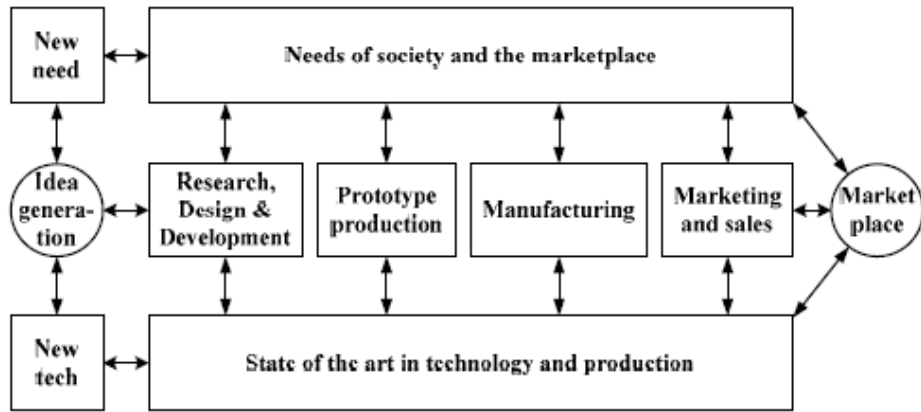 New
need
Needs of society and the marketplace
Idea
genera-
tion
Research,
Design &
Development
Prototype
production
Manufacturing
Marketing
and sales
Market
place
New
tech
State of the art in technology and production